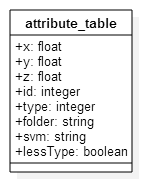 attribute_table
+x: float
+y: float
+z: float
+id: integer
+type: integer
+folder: string
+svm: string
+lessType: boolean